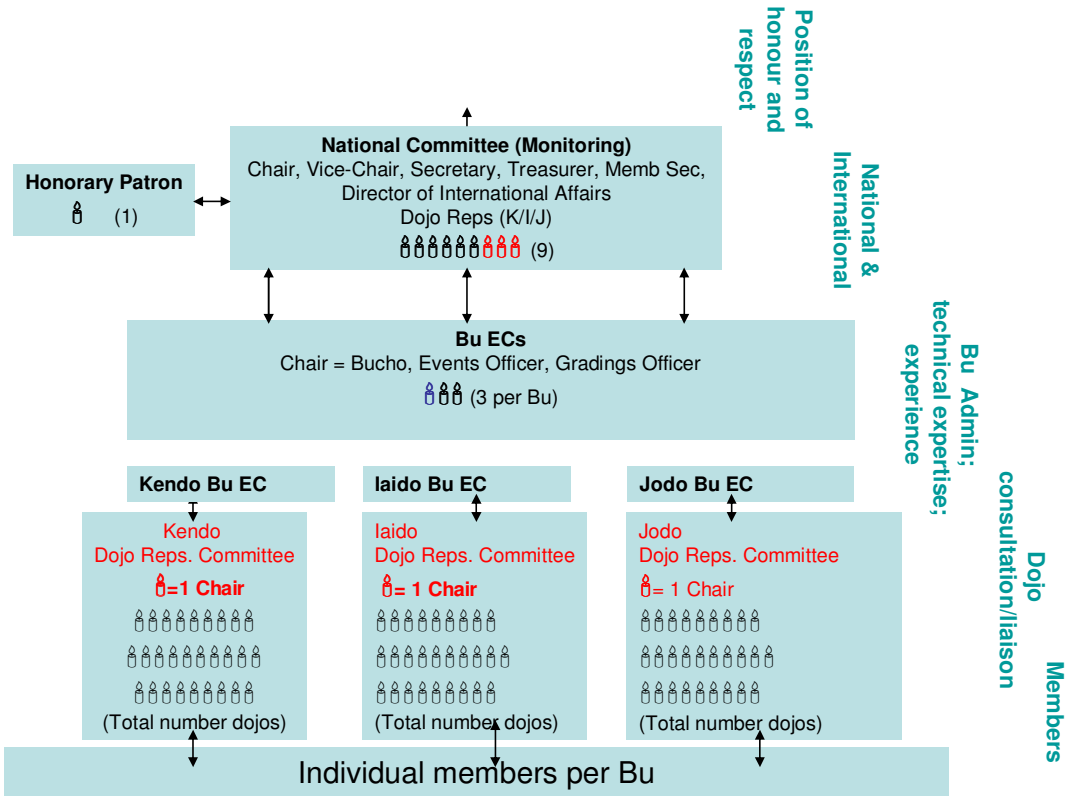 Position of
honour and
respect
National Committee (Monitoring)
Chair, Vice-Chair, Secretary, Treasurer, Memb Sec,
Director of International Affairs
Dojo Reps (K/I/J)
(9)
Honorary Patron
(1)
National &
International
Bu ECs
Chair = Bucho, Events Officer, Gradings Officer
(3 per Bu)
Bu Admin;
technical expertise;
experience
Kendo Bu EC
Iaido Bu EC
Jodo Bu EC
Kendo
Dojo Reps. Committee
=1 Chair
(Total number dojos)
Iaido
Dojo Reps. Committee
= 1 Chair
(Total number dojos)
Jodo
Dojo Reps. Committee
= 1 Chair
(Total number dojos)
Dojo
consultation/liaison
Members
Individual members per Bu